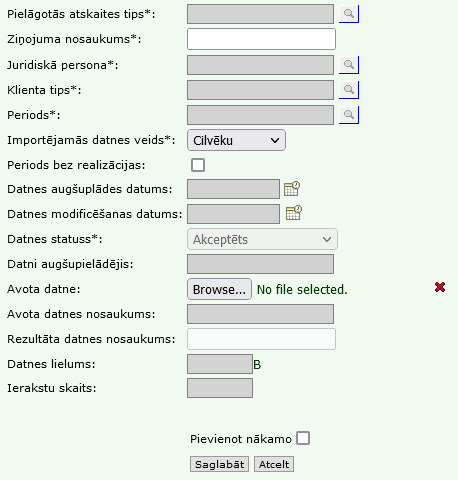 Pielāgotās atskaites tips*:
Ziņojuma nosaukums*:
Juridiskā persona*:
Klienta tips*:
Periods*:
Importējamās datnes veids*: Cilvēku
Periods bez realizācijas:
Datnes augšuplādes datums:
Datnes modificēšanas datums:
Datnes statuss*: Akceptēts
Datni augšupielādējis:
Avota datne: Browse... No file selected.
Avota datnes nosaukums:
Rezultāta datnes nosaukums:
Datnes lielums: B
Ierakstu skaits:
Pievienot nākamo
Saglabāt Atcelt